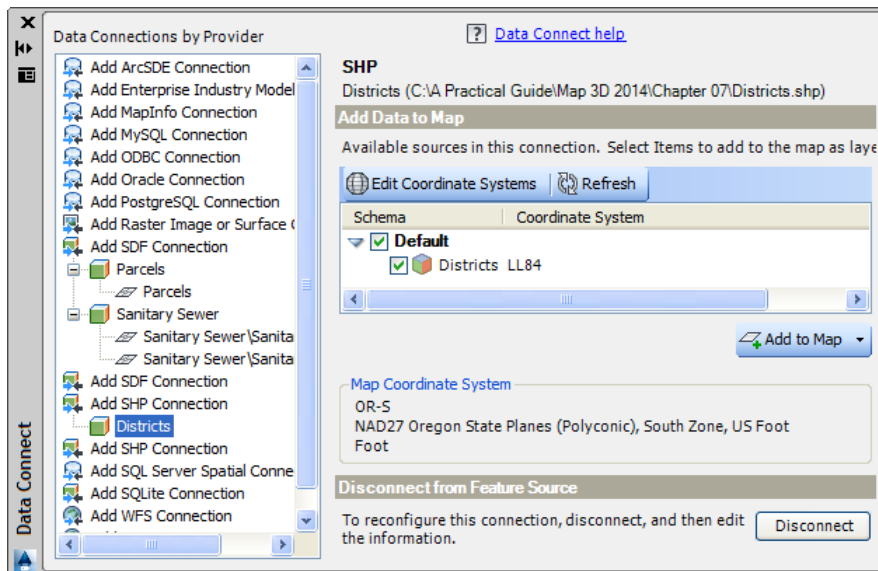 Data Connect
Data Connections by Provider
Add ArcSDE Connection
Add Enterprise Industry Model
Add MapInfo Connection
Add MySQL Connection
Add ODBC Connection
Add Oracle Connection
Add PostgreSQL Connection
Add Raster Image or Surface
Add SDF Connection
Parcels
Parcels
Sanitary Sewer
Sanitary Sewer\Sanita
Sanitary Sewer\Sanita
Add SDF Connection
Add SHP Connection
Districts
Add SHP Connection
Add SQL Server Spatial Conne
Add SQLite Connection
Add WFS Connection
? Data Connect help
SHP
Districts (C:\A Practical Guide\Map 3D 2014\Chapter 07\Districts.shp)
Add Data to Map
Available sources in this connection. Select Items to add to the map as laye
Edit Coordinate Systems Refresh
Schema Coordinate System
Default
Districts LL84
Add to Map
Map Coordinate System
OR-S
NAD27 Oregon State Planes (Polyconic), South Zone, US Foot
Foot
Disconnect from Feature Source
To reconfigure this connection, disconnect, and then edit
the information.
Disconnect